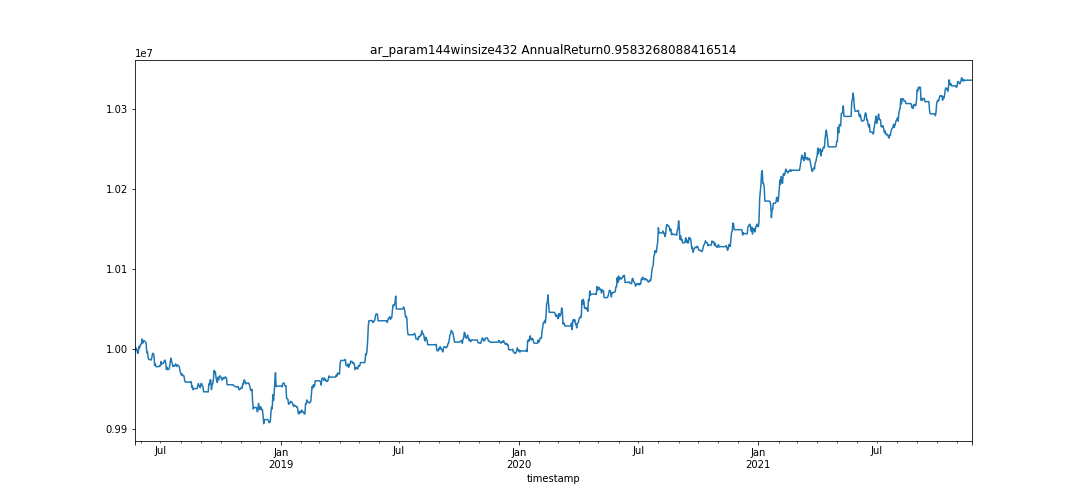 ar_param144winsize432 AnnualReturn0.9583268088416514
1e7
1.03
1.02
1.01
1.00
0.99
Jul
Jan
2019
Jul
Jan
2020
Jul
Jan
2021
Jul
timestamp